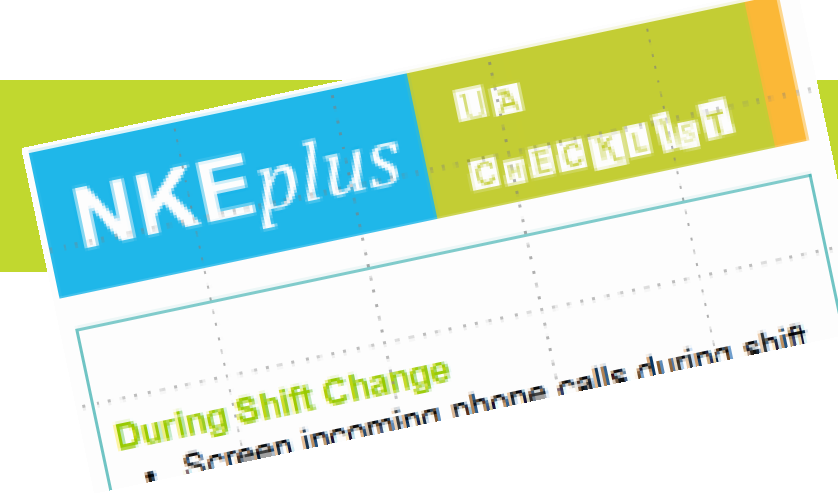 NKEplus
UA
CHECKLIST
During Shift Change
• Screen incoming phone calls during shift